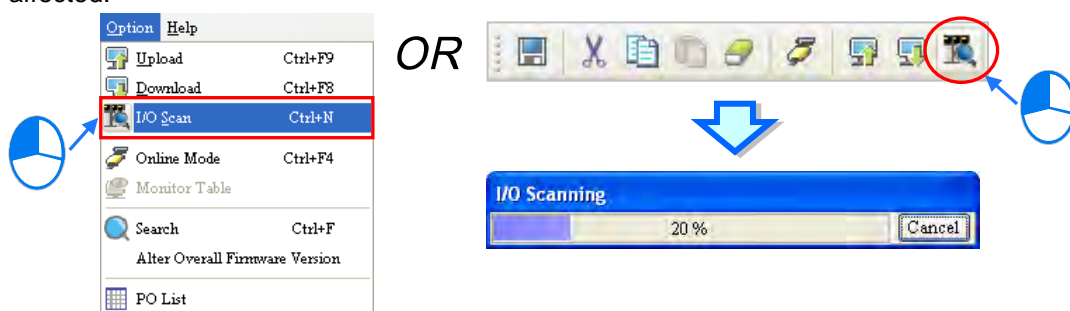 affected.
Option Help
Upload Ctrl+F9
Download Ctrl+F8
I/O Scan Ctrl+N
Online Mode Ctrl+F4
Monitor Table
Search Ctrl+F
Alter Overall Firmware Version
PO List
OR
I/O Scanning
20 %
Cancel